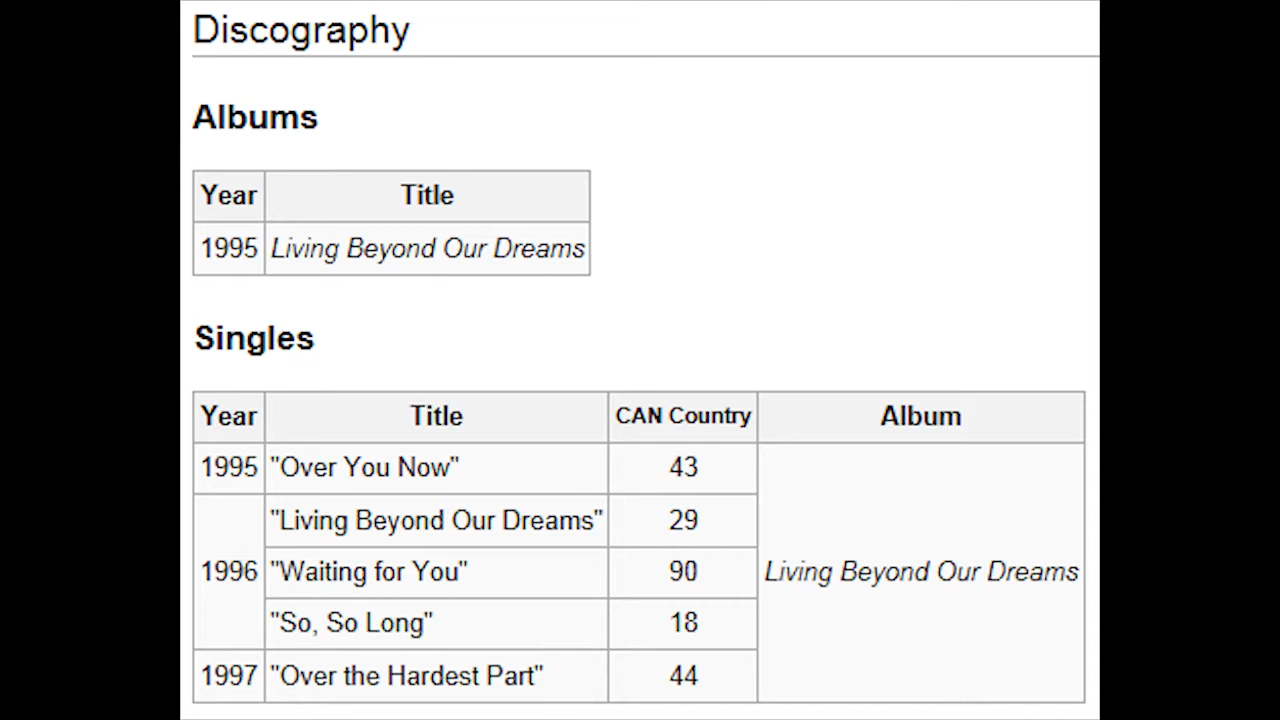 Discography
Albums
Year Title
1995 Living Beyond Our Dreams
Singles
Year Title CAN Country Album
1995 "Over You Now" 43
"Living Beyond Our Dreams" 29
1996 "Waiting for You" 90 Living Beyond Our Dreams
"So, So Long" 18
1997 "Over the Hardest Part" 44